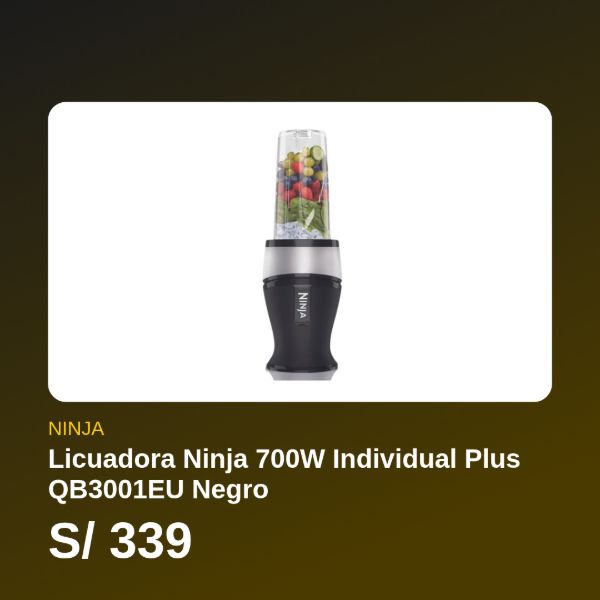 NINJA
NINJA
Licuadora Ninja 700W Individual Plus
QB3001EU Negro
S/ 339